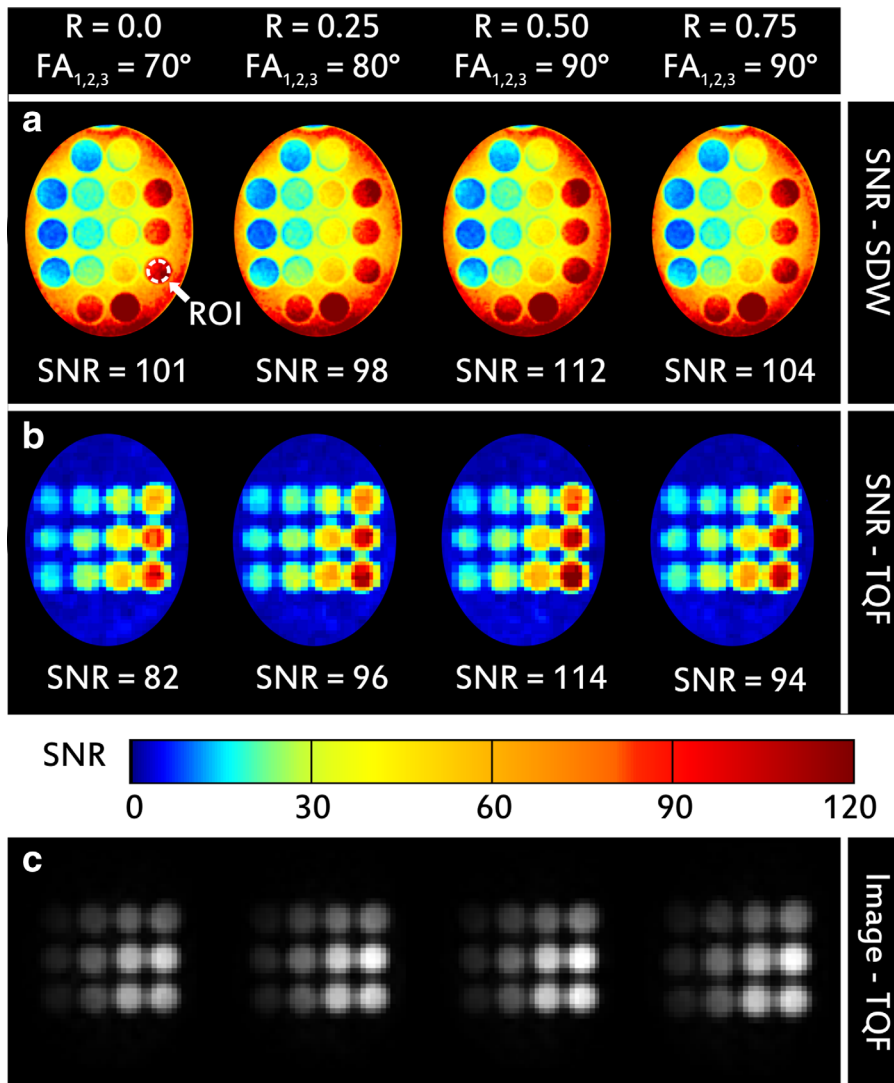 R = 0.0 R = 0.25 R = 0.50 R = 0.75
FA1,2,3 = 70° FA1,2,3 = 80° FA1,2,3 = 90° FA1,2,3 = 90°
a
ROI
SNR = 101 SNR = 98 SNR = 112 SNR = 104
SNR - SDW
b
SNR = 82 SNR = 96 SNR = 114 SNR = 94
SNR - TQF
SNR
0 30 60 90 120
c
Image - TQF